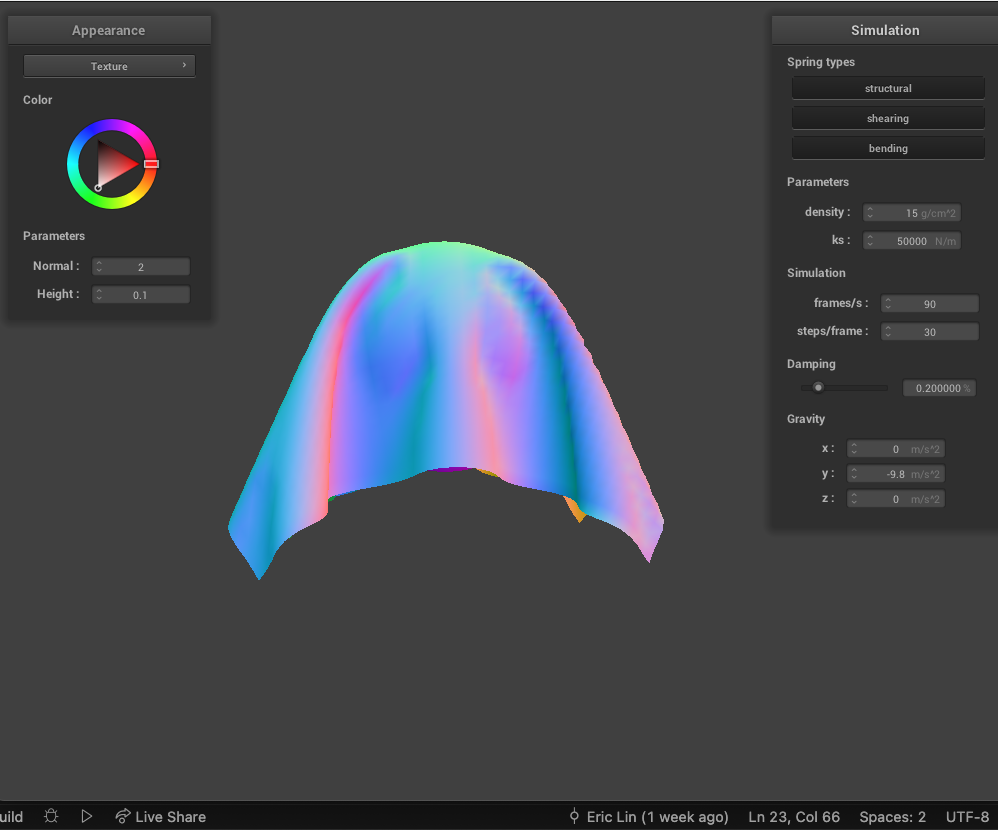 Appearance
Texture
Color
Parameters
Normal : 2
Height : 0.1
Simulation
Spring types
structural
shearing
bending
Parameters
density : 15 g/cm^2
ks : 50000 N/m
Simulation
frames/s : 90
steps/frame : 30
Damping
0.200000 %
Gravity
x : 0 m/s^2
y : -9.8 m/s^2
z : 0 m/s^2
uild Live Share Eric Lin (1 week ago) Ln 23, Col 66 Spaces: 2 UTF-8